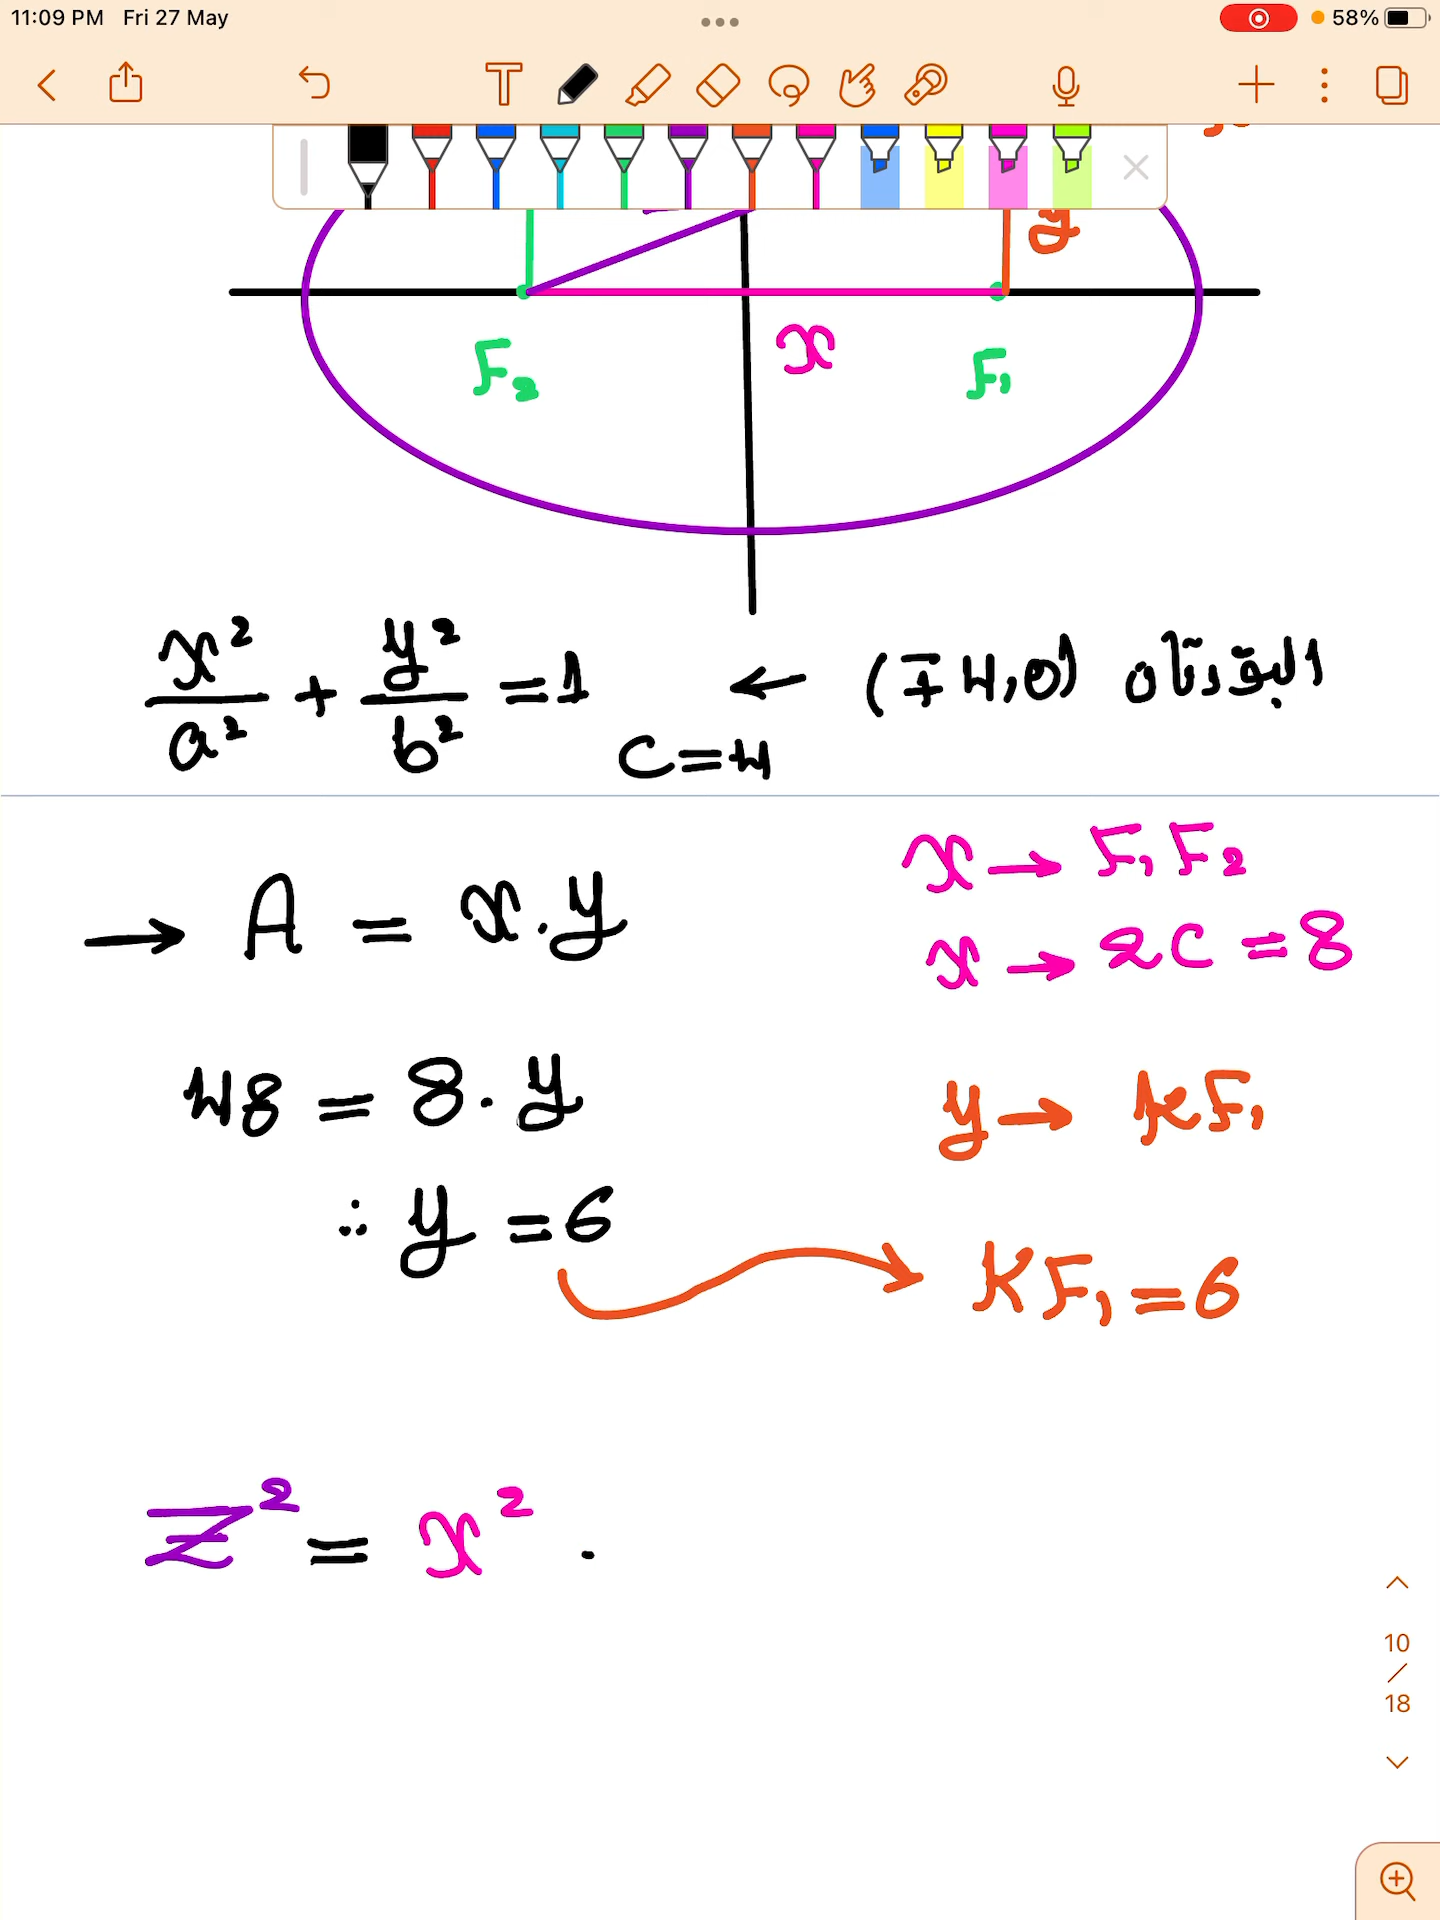 11:09 PM Fri 27 May 58%
T
y
F₂ x F₁
x²/a² + y²/b² = 1 ← (∓4,0) البؤرتان
C=4
x → F₁F₂
→ A = x.y
x → 2C = 8
48 = 8.y
y → KF₁
∴ y = 6
KF₁ = 6
Z² = x² .
10
/
18